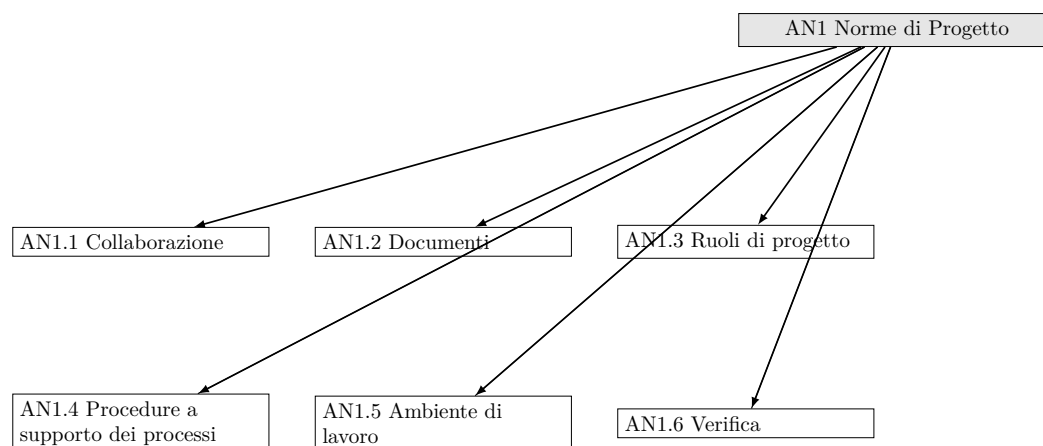 AN1 Norme di Progetto
AN1.1 Collaborazione
AN1.2 Documenti
AN1.3 Ruoli di progetto
AN1.4 Procedure a
supporto dei processi
AN1.5 Ambiente di
lavoro
AN1.6 Verifica